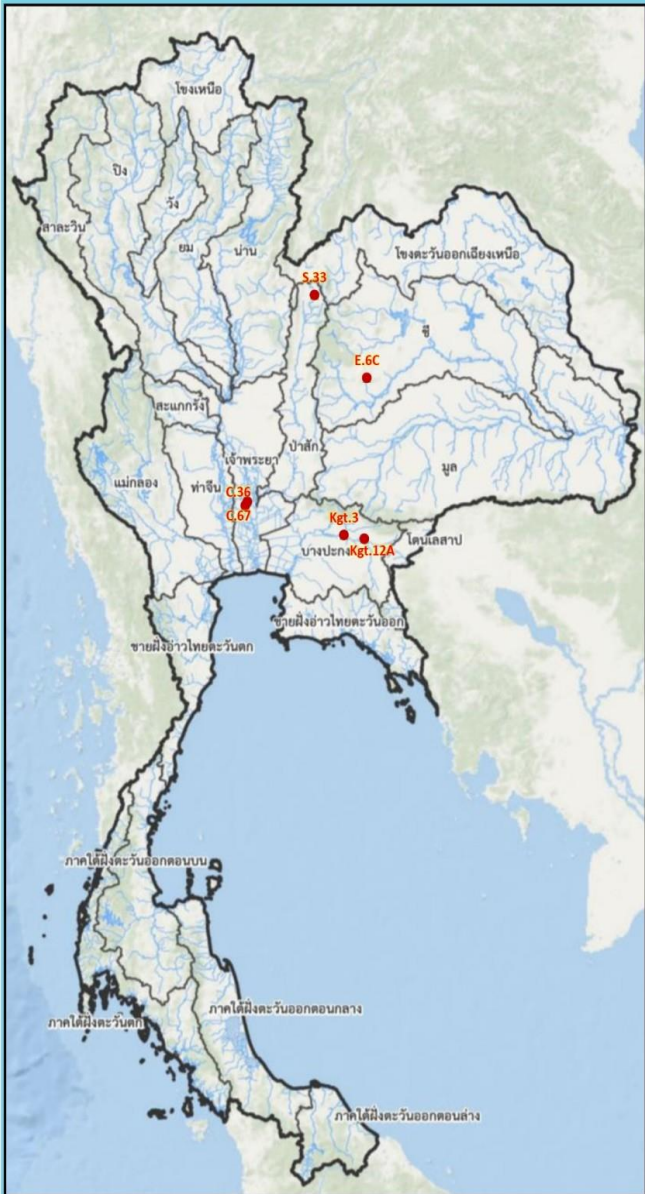 โขงเหนือ
ปิง
วัง
สาละวิน
ยม
น่าน
โขงตะวันออกเฉียงเหนือ
S.33
ชี
E.6C
สะแกกรัง
ป่าสัก
เจ้าพระยา
มูล
แม่กลอง
ท่าจีน
C.36
C.67
Kgt.3
โตนเลสาป
บางปะกง
Kgt.12A
ชายฝั่งอ่าวไทยตะวันออก
ชายฝั่งอ่าวไทยตะวันตก
ภาคใต้ฝั่งตะวันออกตอนบน
ภาคใต้ฝั่งตะวันออกตอนกลาง
ภาคใต้ฝั่งตะวันตก
ภาคใต้ฝั่งตะวันออกตอนล่าง